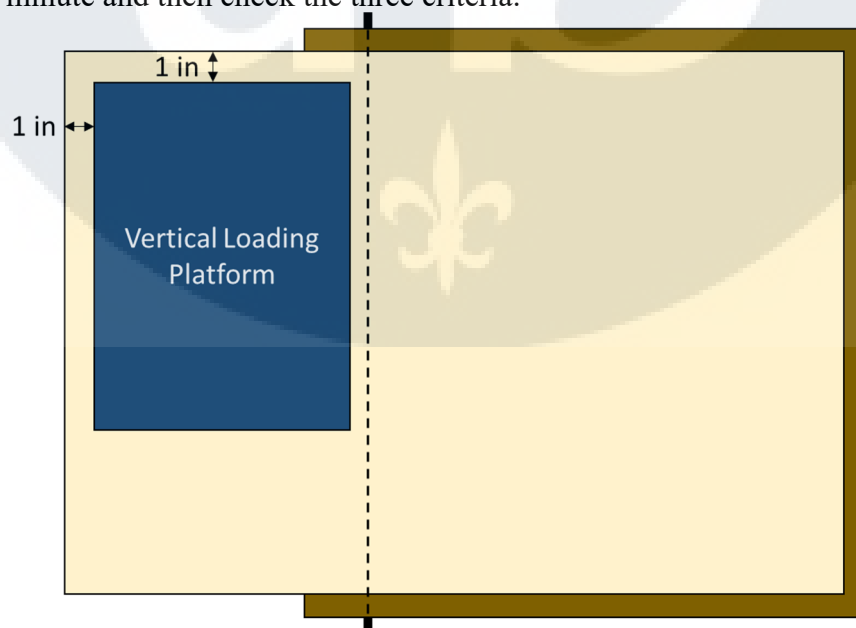 minute and then check the three criteria.
1 in
1 in
Vertical Loading
Platform